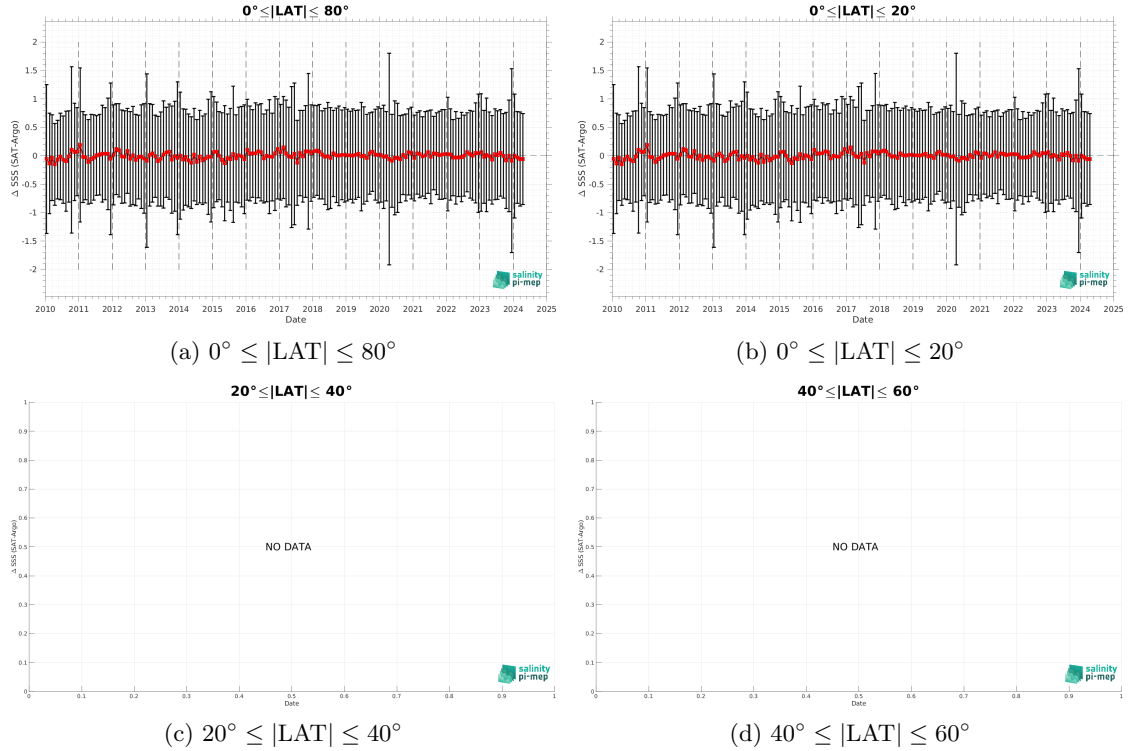 0°≤|LAT|≤ 80°
2
1.5
1
0.5
0
-0.5
-1
-1.5
-2
Δ SSS (SAT-Argo)
2010 2011 2012 2013 2014 2015 2016 2017 2018 2019 2020 2021 2022 2023 2024 2025
Date
salinity
pi-mep
(a) 0° ≤ |LAT| ≤ 80°
0°≤|LAT|≤ 20°
2
1.5
1
0.5
0
-0.5
-1
-1.5
-2
Δ SSS (SAT-Argo)
2010 2011 2012 2013 2014 2015 2016 2017 2018 2019 2020 2021 2022 2023 2024 2025
Date
salinity
pi-mep
(b) 0° ≤ |LAT| ≤ 20°
20°≤|LAT|≤ 40°
1
0.9
0.8
0.7
0.6
0.5
0.4
0.3
0.2
0.1
0
Δ SSS (SAT-Argo)
NO DATA
0 0.1 0.2 0.3 0.4 0.5 0.6 0.7 0.8 0.9 1
Date
salinity
pi-mep
(c) 20° ≤ |LAT| ≤ 40°
40°≤|LAT|≤ 60°
1
0.9
0.8
0.7
0.6
0.5
0.4
0.3
0.2
0.1
0
Δ SSS (SAT-Argo)
NO DATA
0 0.1 0.2 0.3 0.4 0.5 0.6 0.7 0.8 0.9 1
Date
salinity
pi-mep
(d) 40° ≤ |LAT| ≤ 60°